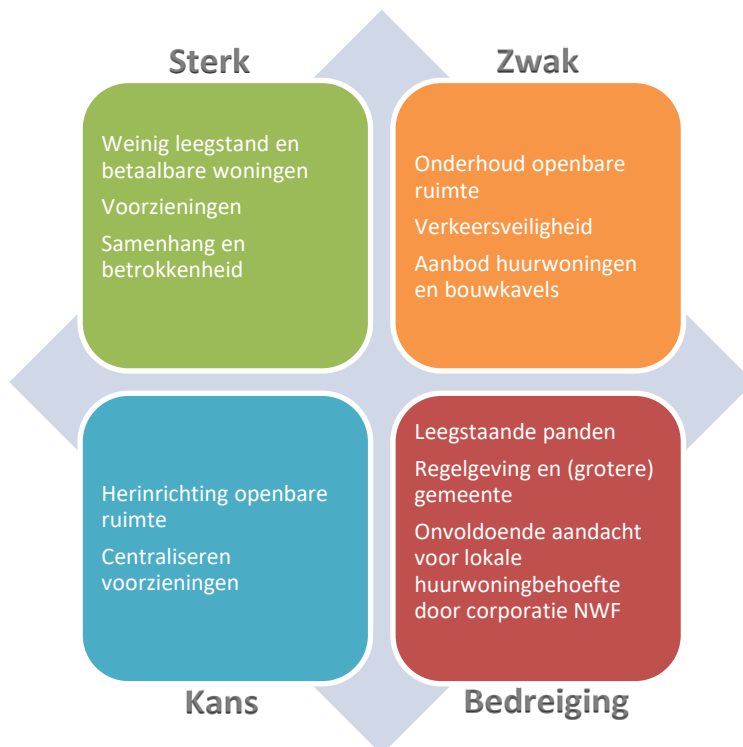 Sterk
Weinig leegstand en
betaalbare woningen
Voorzieningen
Samenhang en
betrokkenheid
Zwak
Onderhoud openbare
ruimte
Verkeersveiligheid
Aanbod huurwoningen
en bouwkavels
Herinrichting openbare
ruimte
Centraliseren
voorzieningen
Kans
Leegstaande panden
Regelgeving en (grotere)
gemeente
Onvoldoende aandacht
voor lokale
huurwoningbehoefte
door corporatie NWF
Bedreiging